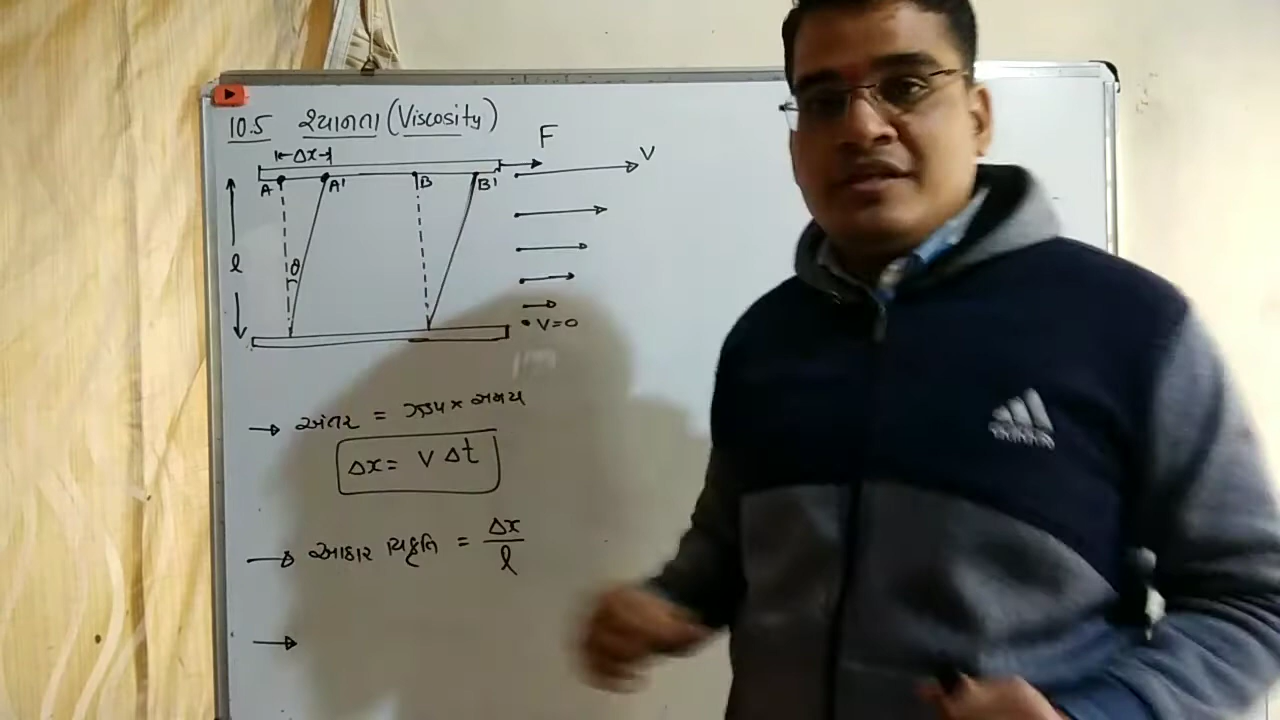 10.5 શ્યાનતા (Viscosity)
←Δx→ F
V
A A' B B'
l θ
V=0
→ અંતર = ઝડપ × સમય
Δx = V Δt
→ આકાર વિકૃતિ = Δx/l
→